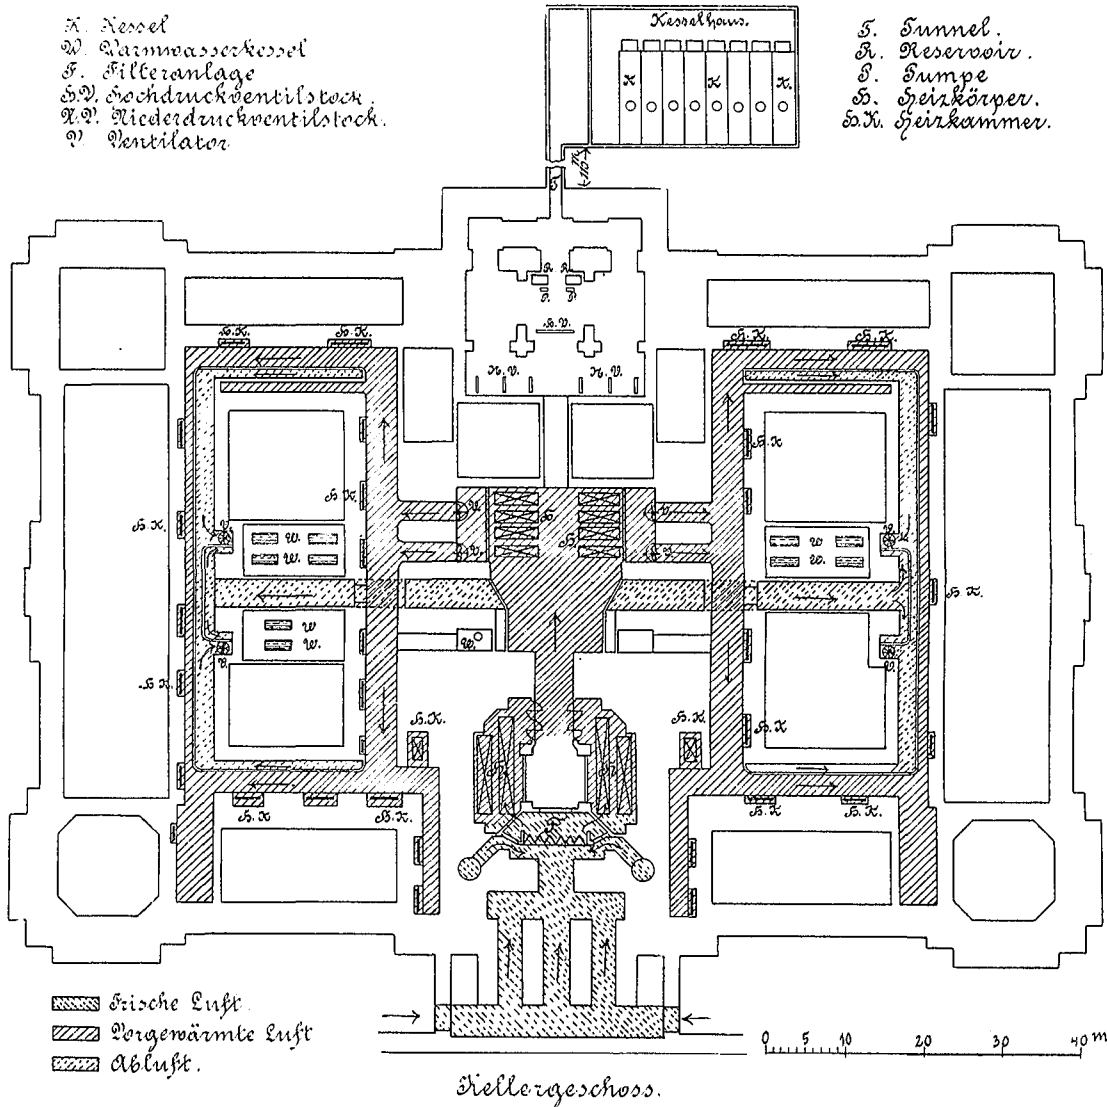 K. Kessel
W. Warmwasserkessel
F. Filteranlage
H.V. Hochdruckventilstock.
N.V. Niederdruckventilstock.
V. Ventilator
Kesselhaus.
T. Tunnel.
R. Reservoir.
P. Pumpe
H. Heizkörper.
H.K. Heizkammer.
K K K.
T.
R. R.
P. P.
H.V.
N.V. N.V.
H.K. H.K. H.K. H.K.
H.K
H.K. V. V. H.
H.K. V. W. H. W V.
W. V. V. W.
H.K.
W
W. W.
V. V.
H.K.
H.K. H.K. H.K
H. H.
H.K H.K. F. H.K H.K.
Frische Luft.
Vorgewärmte Luft
Abluft.
0 5 10 20 30 40 m
Kellergeschoss.